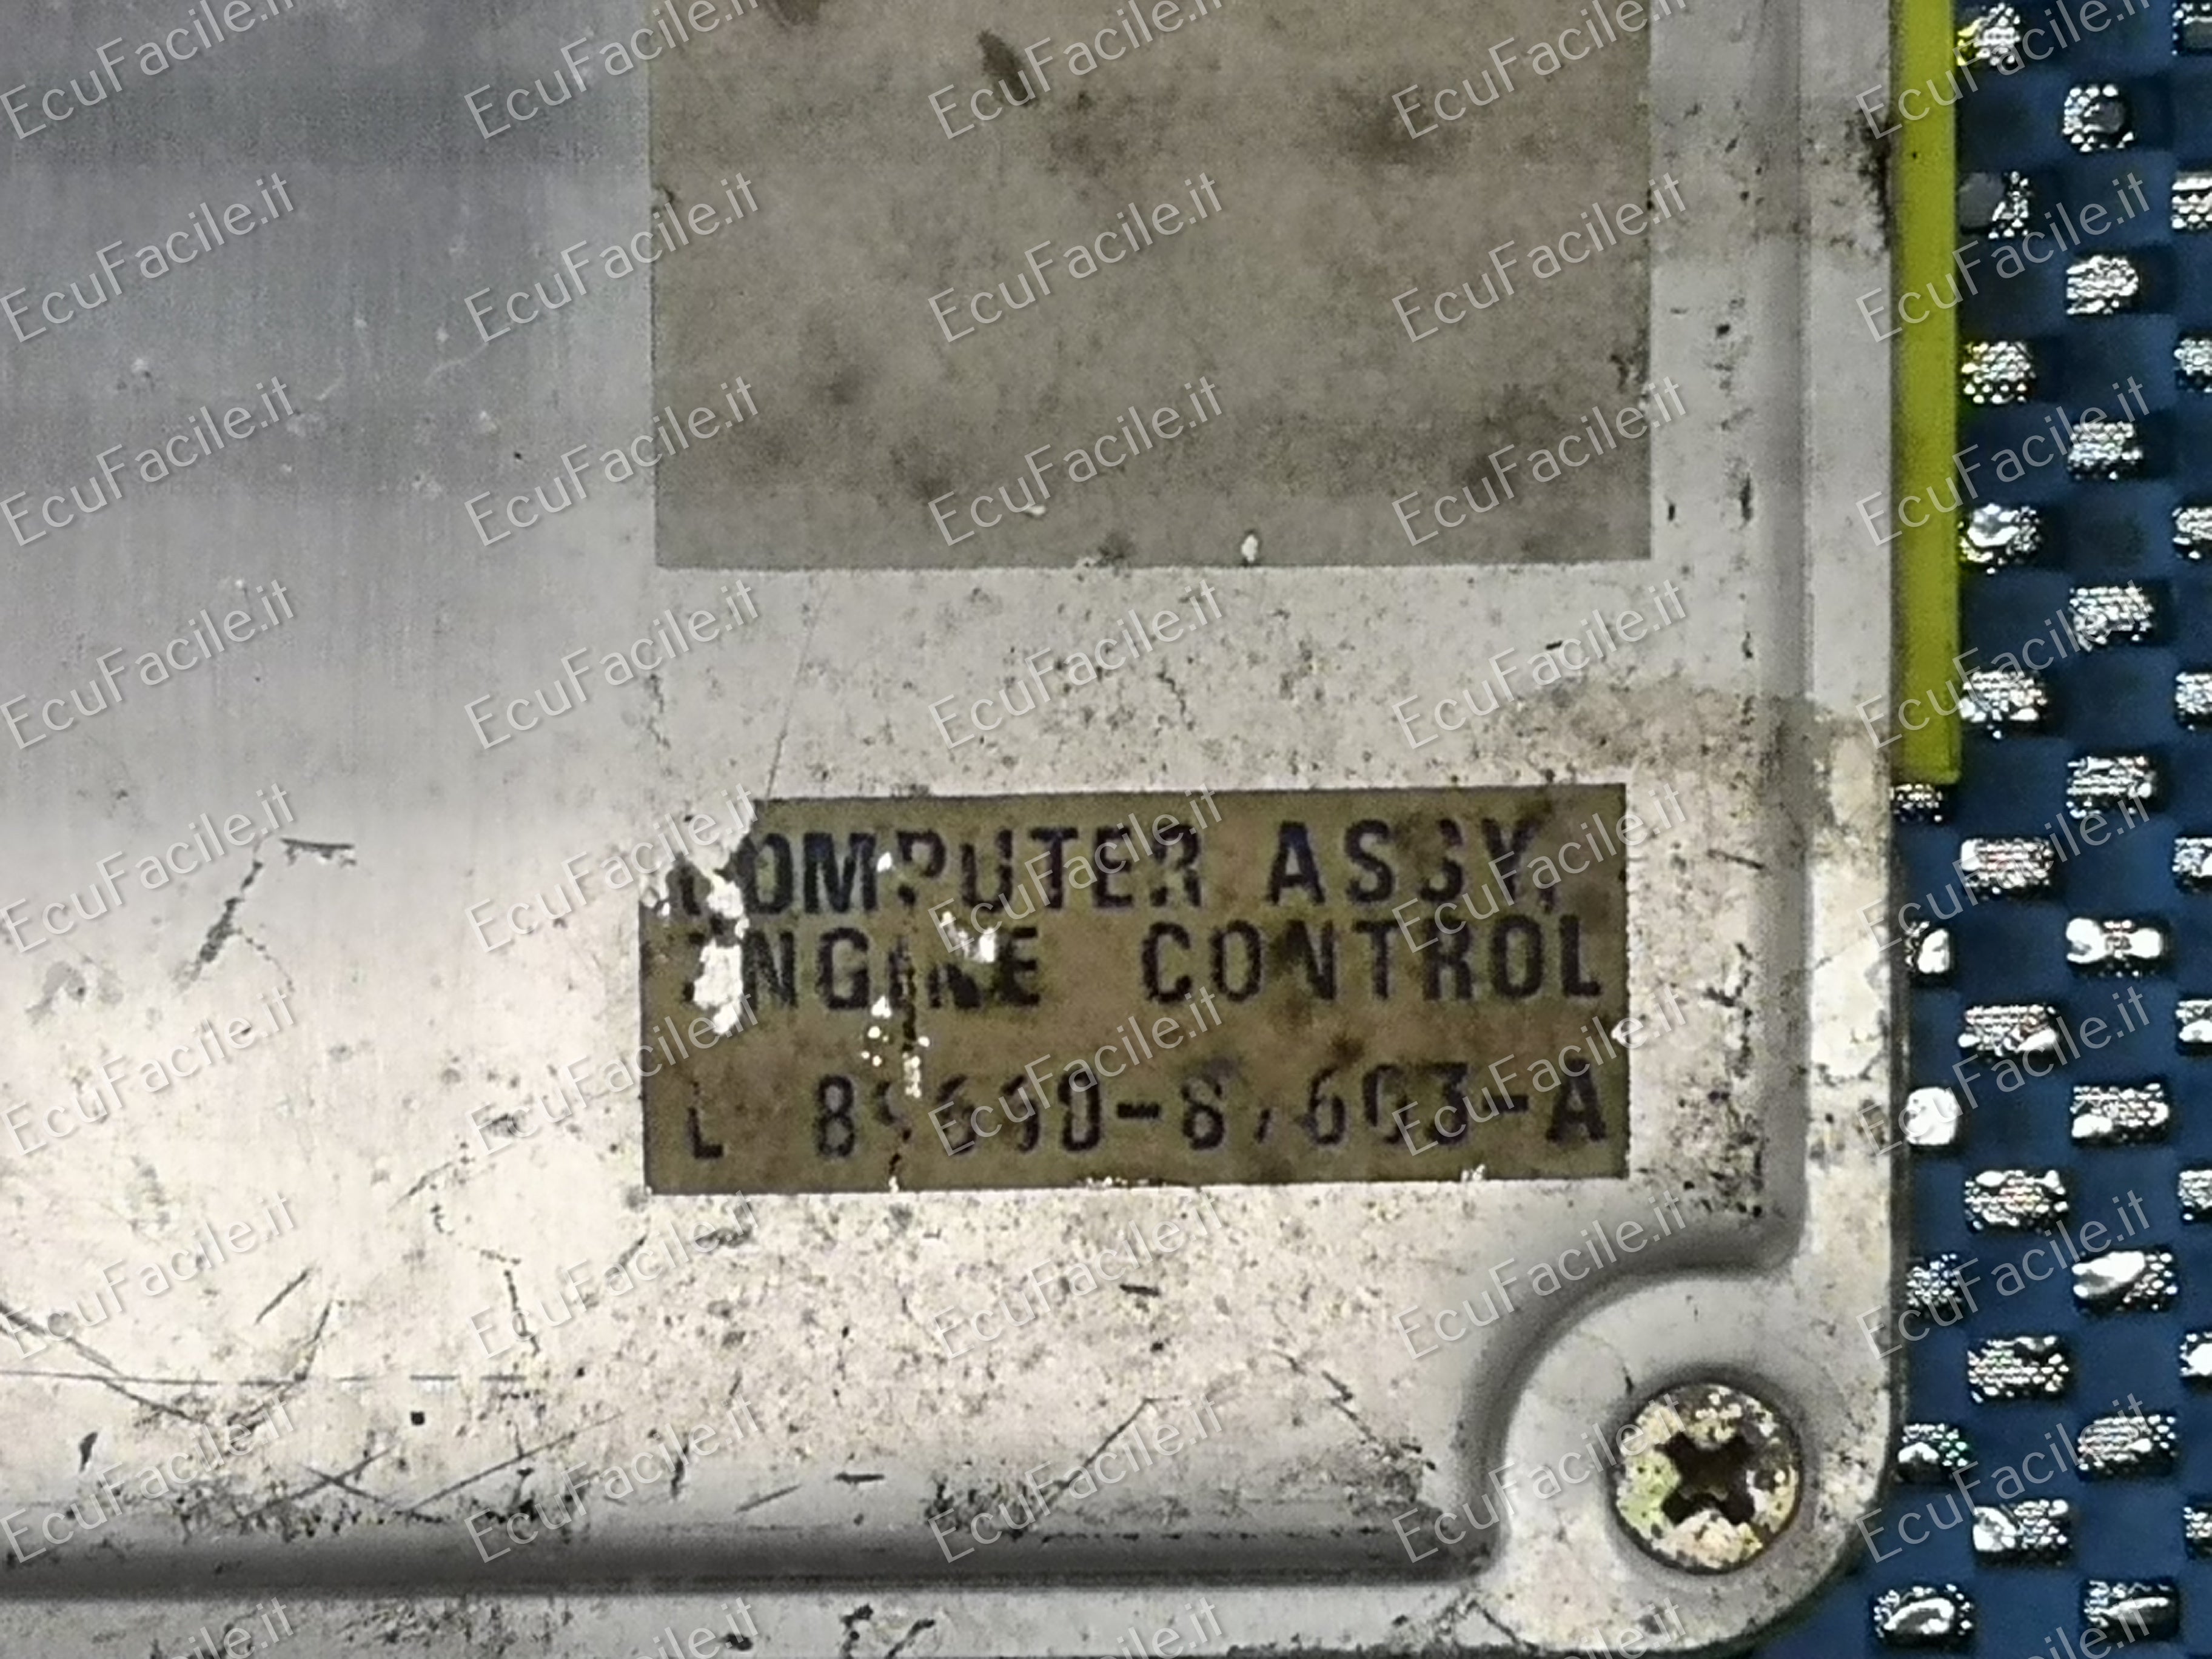 COMPUTER ASSY,
ENGINE CONTROL
L
EcuFacile.it